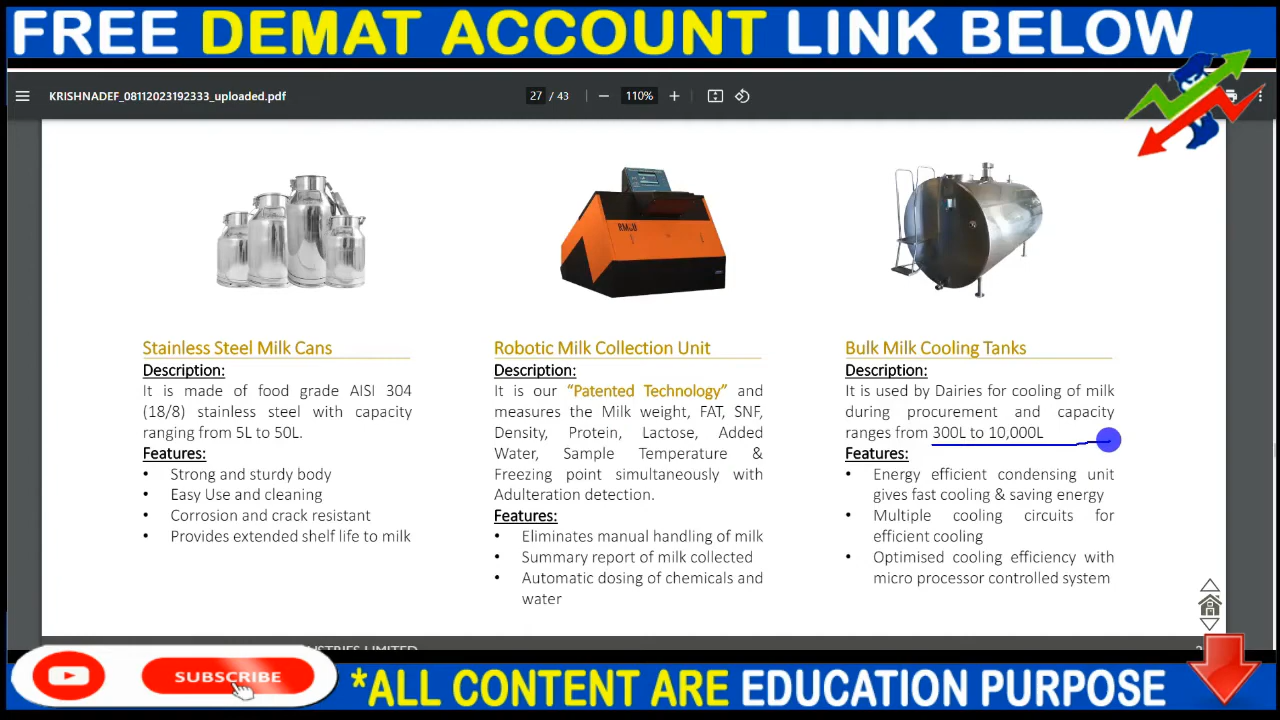 FREE DEMAT ACCOUNT LINK BELOW
KRISHNADEF_08112023192333_uploaded.pdf
27 / 43
110%
RMCU
Stainless Steel Milk Cans
Description:
It is made of food grade AISI 304
(18/8) stainless steel with capacity
ranging from 5L to 50L.
Features:
• Strong and sturdy body
• Easy Use and cleaning
• Corrosion and crack resistant
• Provides extended shelf life to milk
Robotic Milk Collection Unit
Description:
It is our “Patented Technology” and
measures the Milk weight, FAT, SNF,
Density, Protein, Lactose, Added
Water, Sample Temperature &
Freezing point simultaneously with
Adulteration detection.
Features:
• Eliminates manual handling of milk
• Summary report of milk collected
• Automatic dosing of chemicals and
water
Bulk Milk Cooling Tanks
Description:
It is used by Dairies for cooling of milk
during procurement and capacity
ranges from 300L to 10,000L
Features:
• Energy efficient condensing unit
gives fast cooling & saving energy
• Multiple cooling circuits for
efficient cooling
• Optimised cooling efficiency with
micro processor controlled system
SUBSCRIBE
*ALL CONTENT ARE EDUCATION PURPOSE